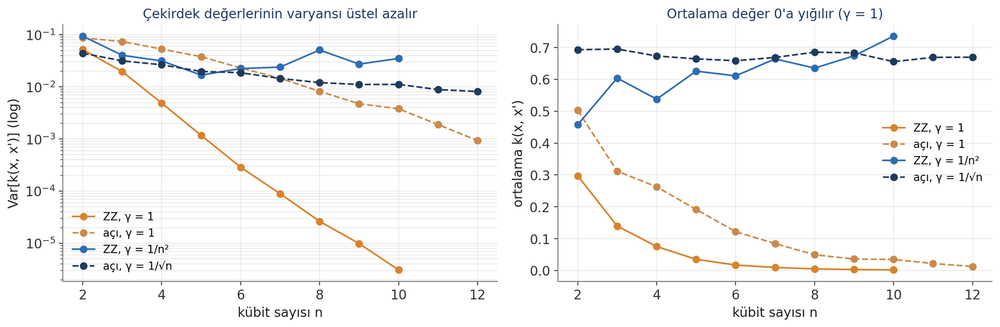 Çekirdek değerlerinin varyansı üstel azalır
Var[k(x, x')] (log)
10⁻¹
10⁻²
10⁻³
10⁻⁴
10⁻⁵
ZZ, γ = 1
açı, γ = 1
ZZ, γ = 1/n²
açı, γ = 1/√n
2 4 6 8 10 12
kübit sayısı n
Ortalama değer 0'a yığılır (γ = 1)
ortalama k(x, x')
0.7
0.6
0.5
0.4
0.3
0.2
0.1
0.0
ZZ, γ = 1
açı, γ = 1
ZZ, γ = 1/n²
açı, γ = 1/√n
2 4 6 8 10 12
kübit sayısı n